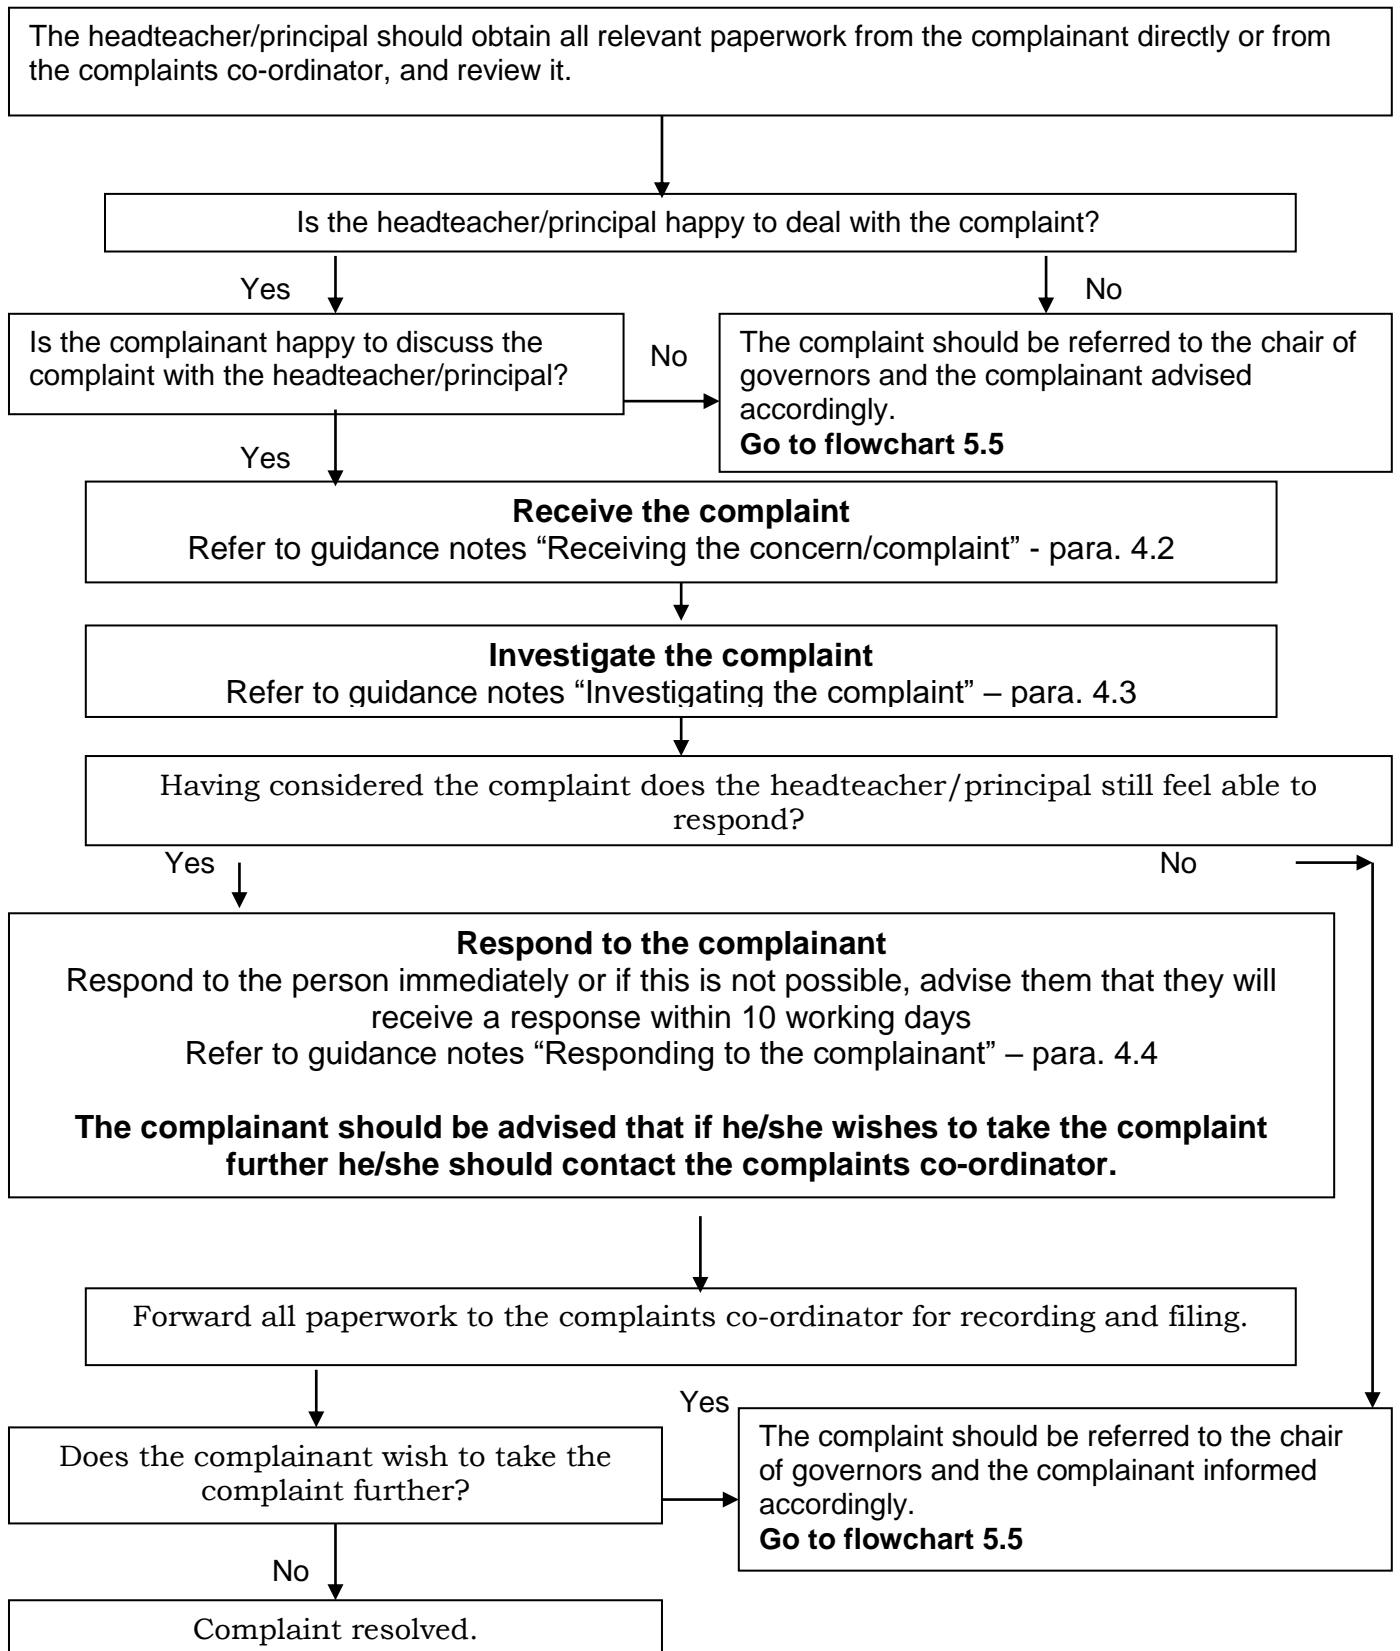 The headteacher/principal should obtain all relevant paperwork from the complainant directly or from
the complaints co-ordinator, and review it.
Is the headteacher/principal happy to deal with the complaint?
Yes
No
Is the complainant happy to discuss the
complaint with the headteacher/principal?
No
The complaint should be referred to the chair of
governors and the complainant advised
accordingly.
Go to flowchart 5.5
Yes
Receive the complaint
Refer to guidance notes “Receiving the concern/complaint” - para. 4.2
Investigate the complaint
Refer to guidance notes “Investigating the complaint” – para. 4.3
Having considered the complaint does the headteacher/principal still feel able to
respond?
Yes
No
Respond to the complainant
Respond to the person immediately or if this is not possible, advise them that they will
receive a response within 10 working days
Refer to guidance notes “Responding to the complainant” – para. 4.4
The complainant should be advised that if he/she wishes to take the complaint
further he/she should contact the complaints co-ordinator.
Forward all paperwork to the complaints co-ordinator for recording and filing.
Does the complainant wish to take the
complaint further?
Yes
The complaint should be referred to the chair
of governors and the complainant informed
accordingly.
Go to flowchart 5.5
No
Complaint resolved.